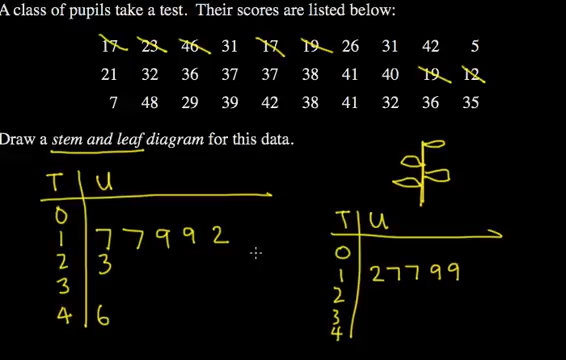 A class of pupils take a test. Their scores are listed below:
17 23 46 31 17 19 26 31 42 5
21 32 36 37 37 38 41 40 19 12
7 48 29 39 42 38 41 32 36 35
Draw a stem and leaf diagram for this data.
T U
0
1 7 7 9 9 2
2 3
3
4 6
T U
0
1 2 7 7 9 9
2
3
4